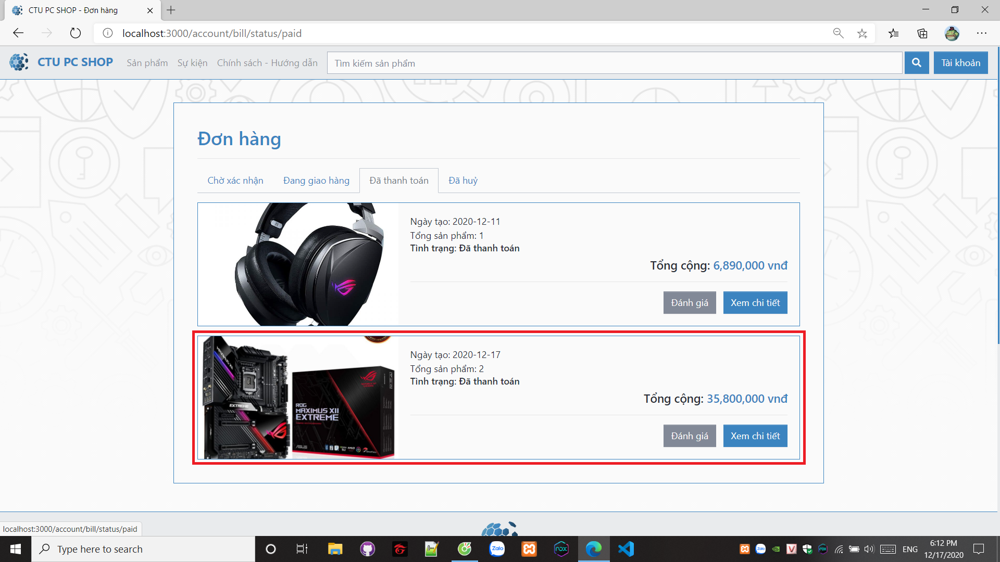 CTU PC SHOP - Đơn hàng
localhost:3000/account/bill/status/paid
CTU PC SHOP
Sản phẩm
Sự kiện
Chính sách - Hướng dẫn
Tìm kiếm sản phẩm
Tài khoản
Đơn hàng
Chờ xác nhận
Đang giao hàng
Đã thanh toán
Đã huỷ
Ngày tạo: 2020-12-11
Tổng sản phẩm: 1
Tình trạng: Đã thanh toán
Tổng cộng: 6,890,000 vnđ
Đánh giá
Xem chi tiết
EXTREME
ROG
MAXIMUS XII
EXTREME
ASUS
Ngày tạo: 2020-12-17
Tổng sản phẩm: 2
Tình trạng: Đã thanh toán
Tổng cộng: 35,800,000 vnđ
Đánh giá
Xem chi tiết
localhost:3000/account/bill/status/paid
Type here to search
Zalo
nox
ENG
6:12 PM
12/17/2020